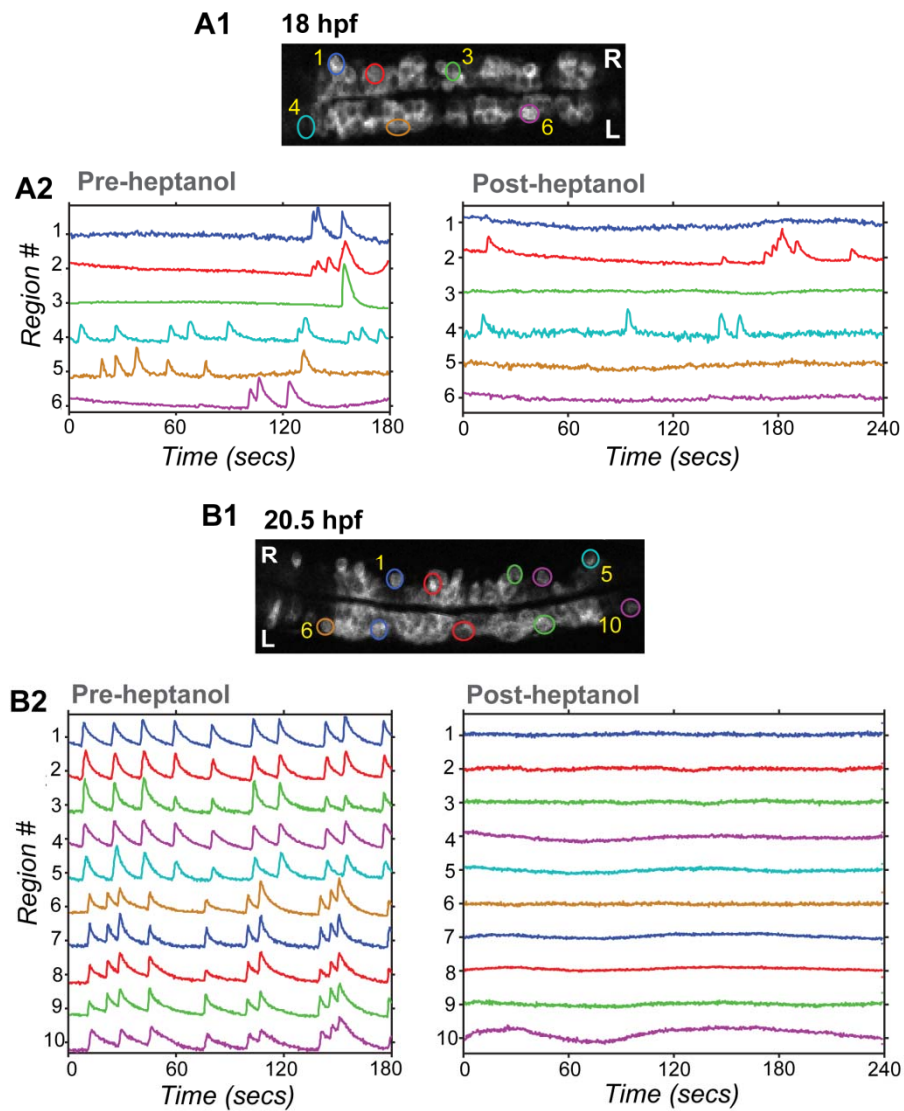 A1 18 hpf
1 3 R
4 6 L
A2 Pre-heptanol Post-heptanol
Region #
1 1
2 2
3 3
4 4
5 5
6 6
0 60 120 180 0 60 120 180 240
Time (secs) Time (secs)
B1 20.5 hpf
R 1 5
L 6 10
B2 Pre-heptanol Post-heptanol
Region #
1 1
2 2
3 3
4 4
5 5
6 6
7 7
8 8
9 9
10 10
0 60 120 180 0 60 120 180 240
Time (secs) Time (secs)